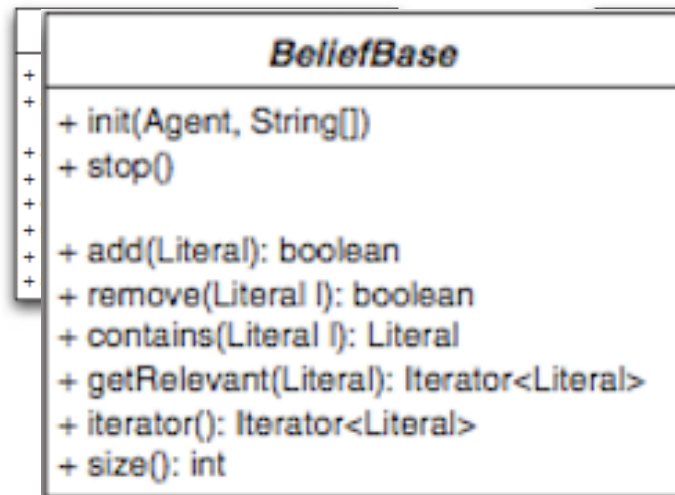 BeliefBase
+ init(Agent, String[])
+ stop()
+ add(Literal): boolean
+ remove(Literal l): boolean
+ contains(Literal l): Literal
+ getRelevant(Literal): Iterator<Literal>
+ iterator(): Iterator<Literal>
+ size(): int
+
+
+
+
+
+
+
+